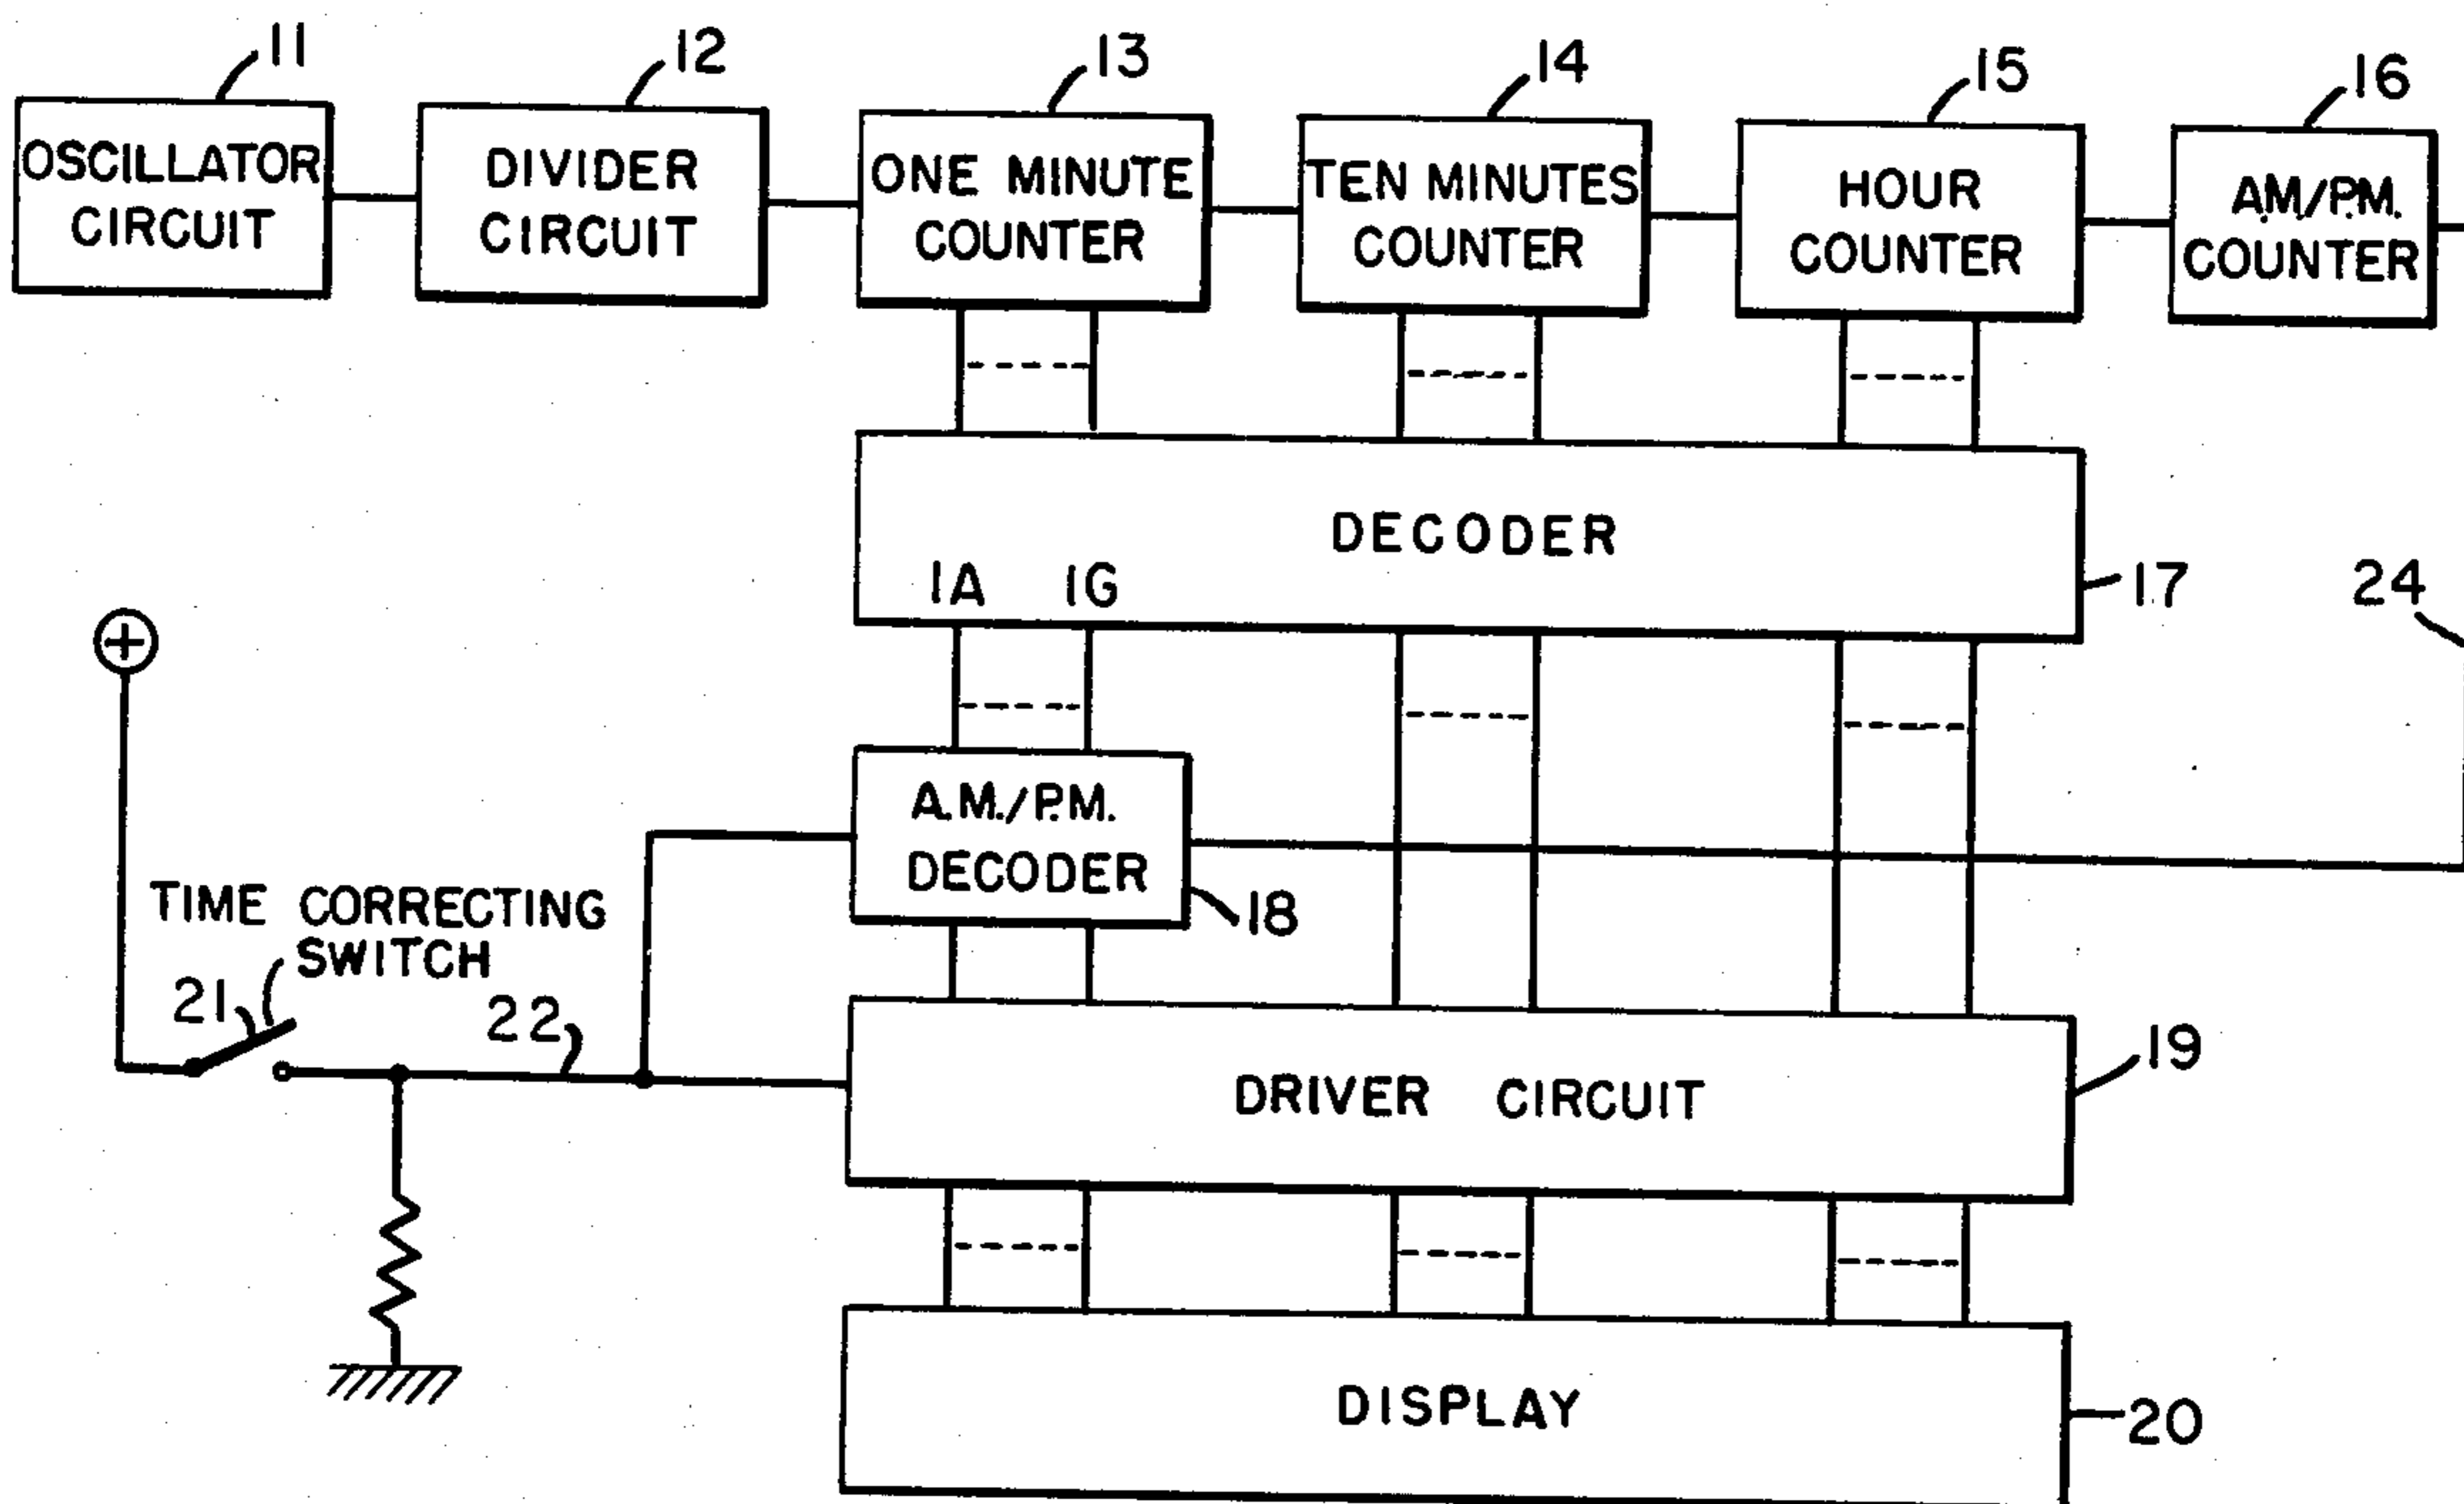 11
12
13
14
15
16
OSCILLATOR
CIRCUIT
DIVIDER
CIRCUIT
ONE MINUTE
COUNTER
TEN MINUTES
COUNTER
HOUR
COUNTER
A.M./P.M.
COUNTER
DECODER
1A 1G
17
24
A.M./P.M.
DECODER
18
TIME CORRECTING
SWITCH
21
22
DRIVER CIRCUIT
19
DISPLAY
20